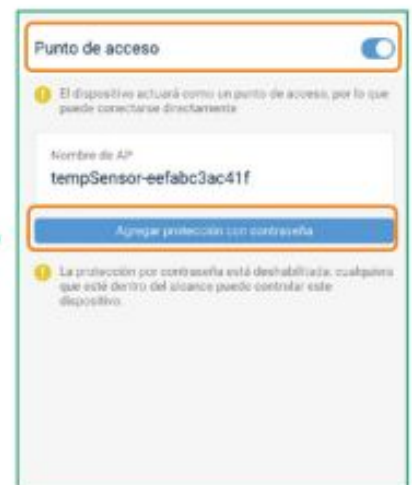 Punto de acceso
El dispositivo actuará como un punto de acceso, por lo que
puede conectarse directamente
Nombre de AP
tempSensor-eefabc3ac41f
Agregar protección con contraseña
La protección por contraseña está deshabilitada, cualquiera
que esté dentro del alcance puede controlar este
dispositivo.